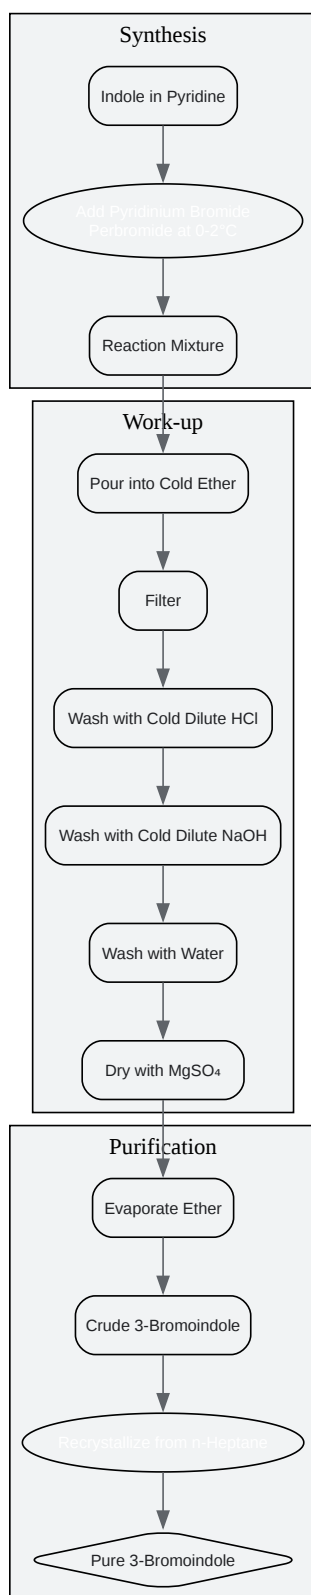 Synthesis
Indole in Pyridine
Add Pyridinium Bromide
Perbromide at 0-2°C
Reaction Mixture
Work-up
Pour into Cold Ether
Filter
Wash with Cold Dilute HCl
Wash with Cold Dilute NaOH
Wash with Water
Dry with MgSO₄
Purification
Evaporate Ether
Crude 3-Bromoindole
Recrystallize from n-Heptane
Pure 3-Bromoindole